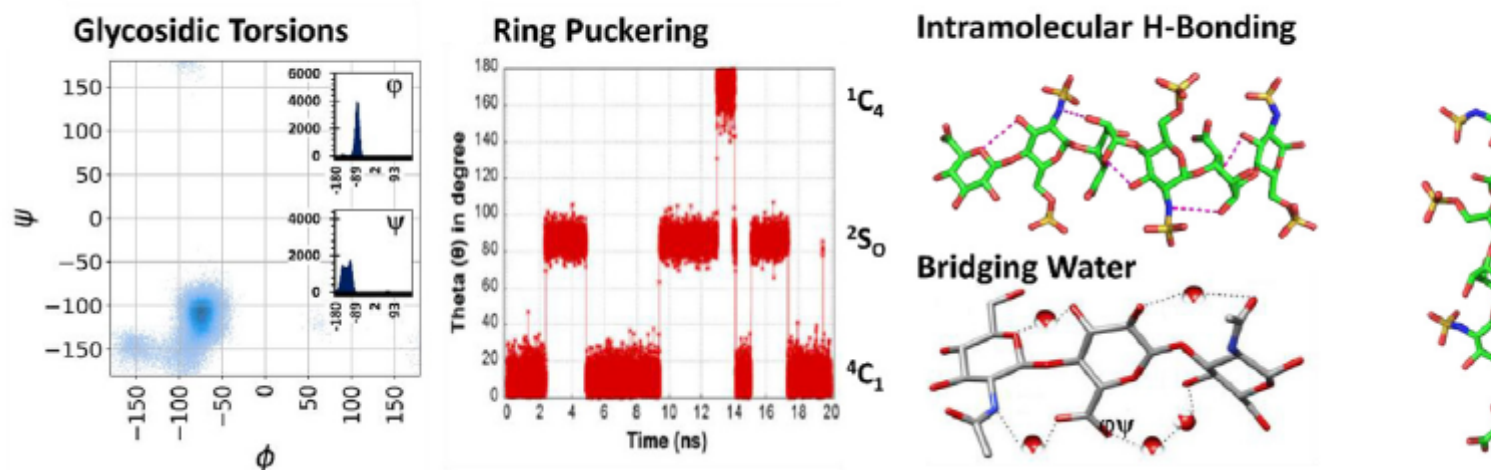 Glycosidic Torsions
150
100
50
0
−50
−100
−150
ψ
−150
−100
−50
0
50
100
150
ϕ
6000
4000
2000
0
φ
-180
-89
2
93
4000
2000
0
ψ
-180
-89
2
93
Ring Puckering
180
160
140
120
100
80
60
40
20
0
Theta (θ) in degree
0 2 4 6 8 10 12 14 16 18 20
Time (ns)
¹C₄
²S₀
⁴C₁
Intramolecular H-Bonding
Bridging Water
φψ